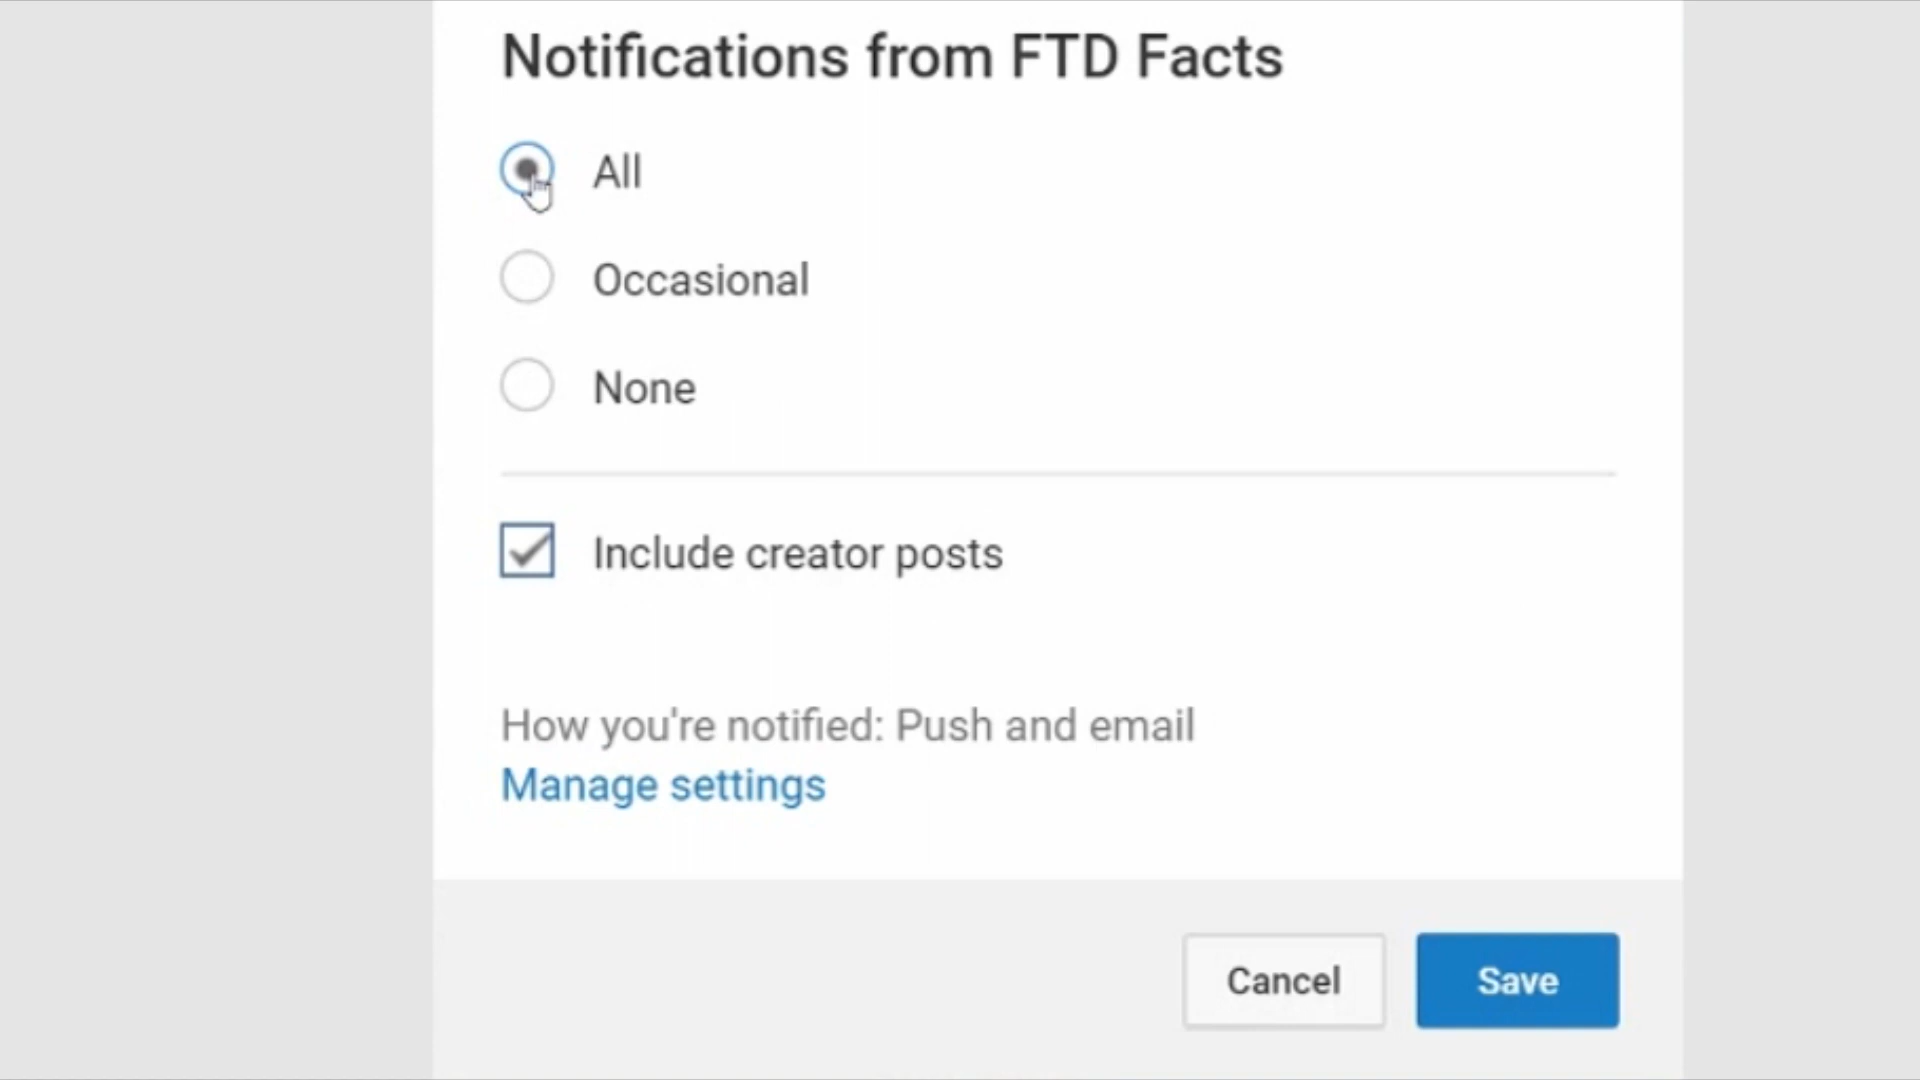 Notifications from FTD Facts
All
Occasional
None
Include creator posts
How you're notified: Push and email
Manage settings
Cancel
Save